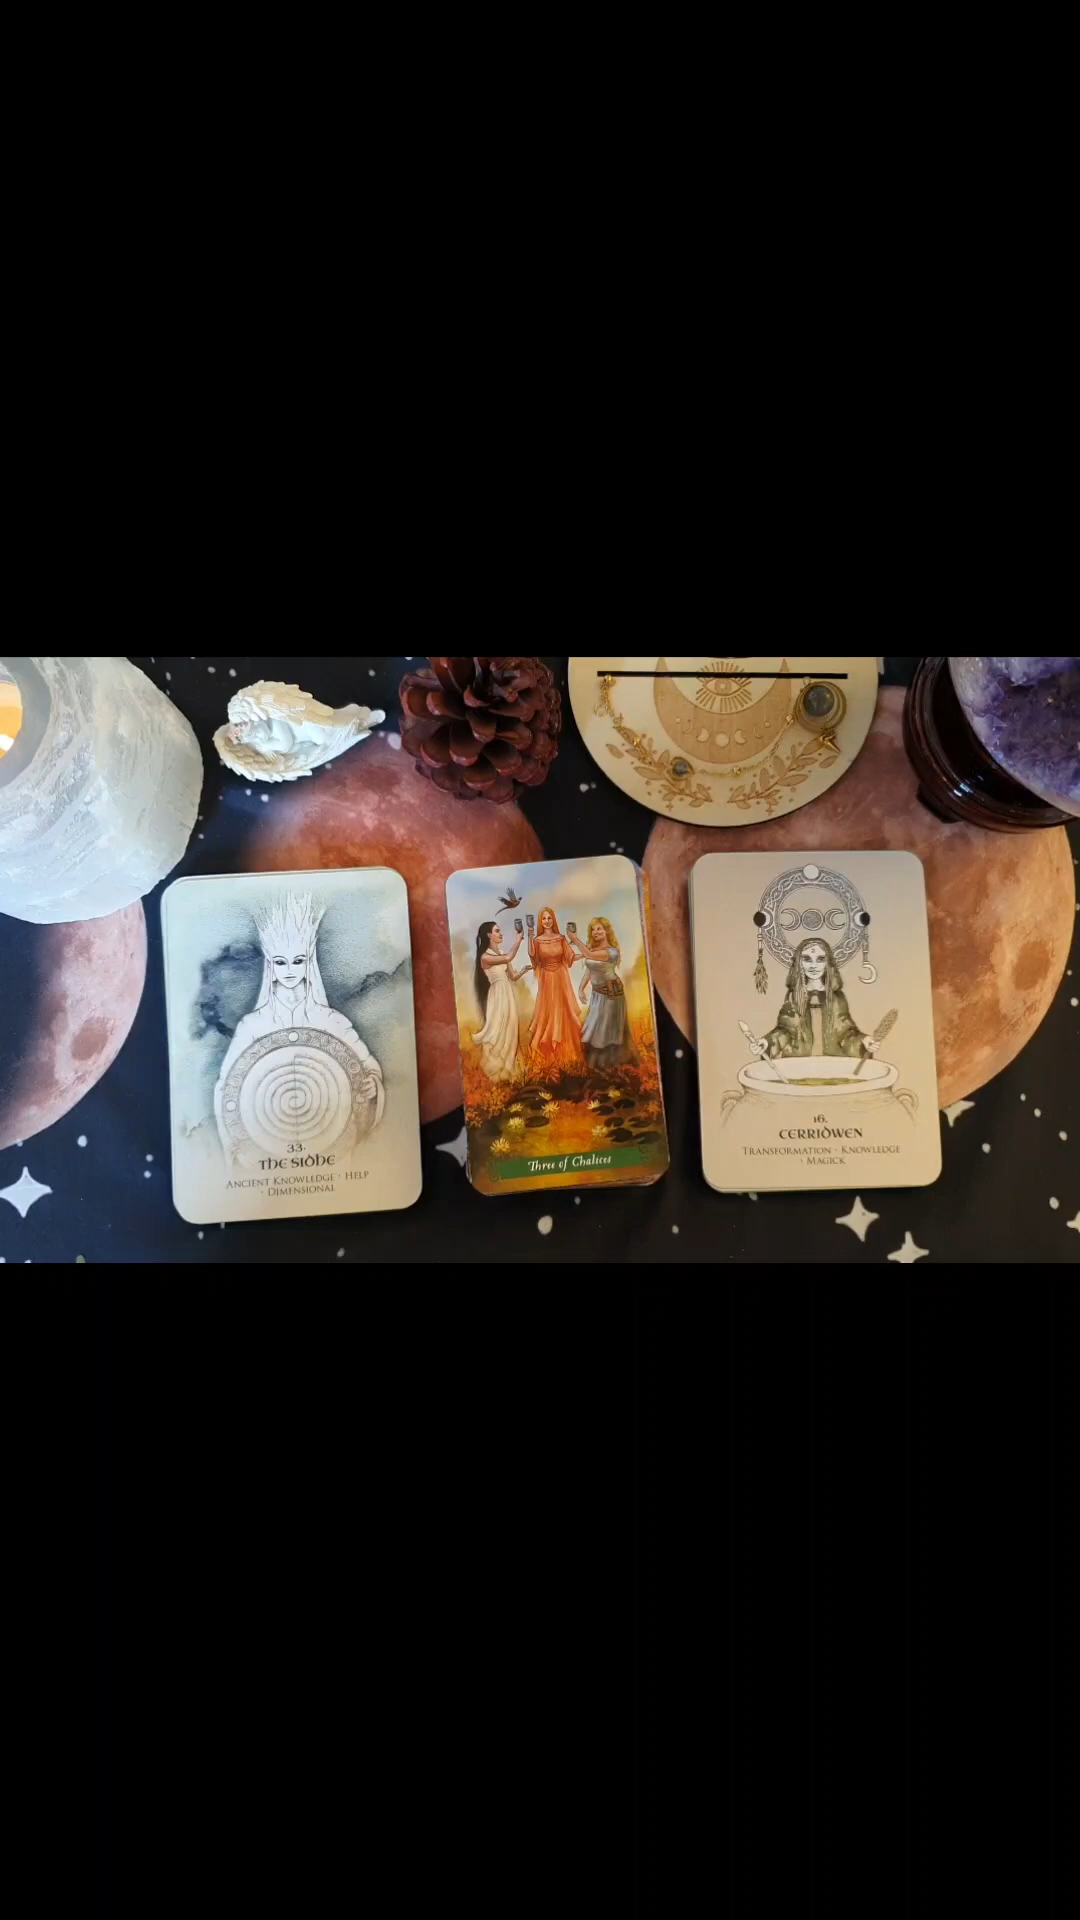 33.
THE SIDHE
ANCIENT KNOWLEDGE · HELP
· DIMENSIONAL
Three of Chalices
16.
CERRIDWEN
TRANSFORMATION · KNOWLEDGE
· MAGICK